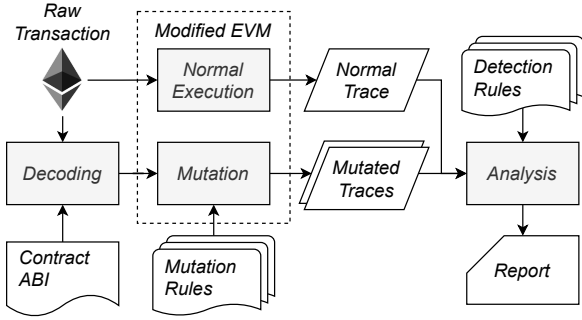 Raw
Transaction
Modified EVM
Normal
Execution
Normal
Trace
Detection
Rules
Decoding
Mutation
Mutated
Traces
Analysis
Contract
ABI
Mutation
Rules
Report